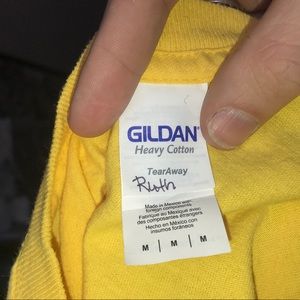 GILDAN
Heavy Cotton
TearAway
Ruth
Made in Mexico with
foreign components
Fabriqué au Mexique avec
des composantes étrangers
Hecho en México con
insumos foráneos
M M M